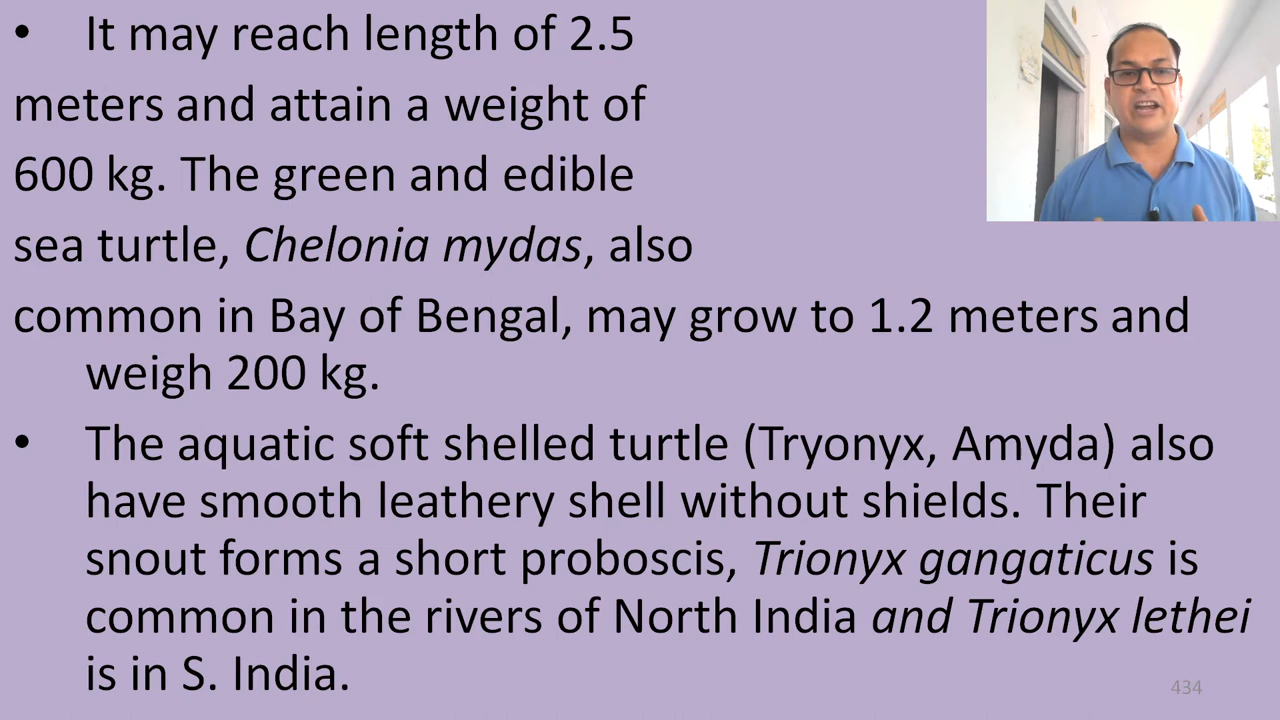 • It may reach length of 2.5
meters and attain a weight of
600 kg. The green and edible
sea turtle, Chelonia mydas, also
common in Bay of Bengal, may grow to 1.2 meters and
weigh 200 kg.
• The aquatic soft shelled turtle (Tryonyx, Amyda) also
have smooth leathery shell without shields. Their
snout forms a short proboscis, Trionyx gangaticus is
common in the rivers of North India and Trionyx lethei
is in S. India.
434